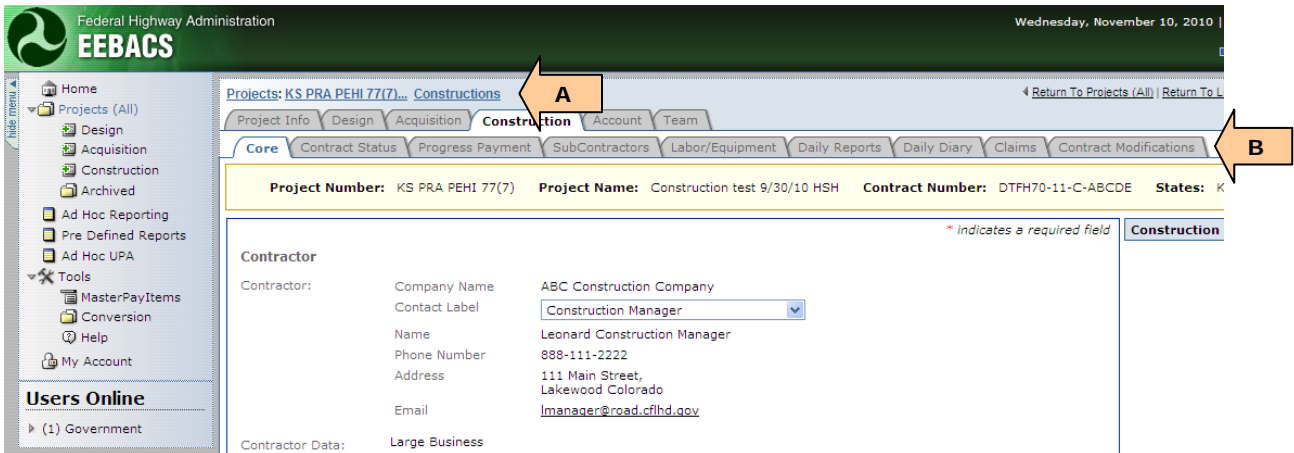 Federal Highway Administration
EEBACS
Wednesday, November 10, 2010 |
hide menu
Home
Projects (All)
Design
Acquisition
Construction
Archived
Ad Hoc Reporting
Pre Defined Reports
Ad Hoc UPA
Tools
MasterPayItems
Conversion
Help
My Account
Users Online
(1) Government
Projects: KS PRA PEHI 77(7)... Constructions
A
Return To Projects (All) | Return To L
Project Info Design Acquisition Construction Account Team
Core Contract Status Progress Payment SubContractors Labor/Equipment Daily Reports Daily Diary Claims Contract Modifications
B
Project Number: KS PRA PEHI 77(7) Project Name: Construction test 9/30/10 HSH Contract Number: DTFH70-11-C-ABCDE States: K
* indicates a required field
Construction
Contractor
Contractor: Company Name ABC Construction Company
Contact Label Construction Manager
Name Leonard Construction Manager
Phone Number 888-111-2222
Address 111 Main Street,
Lakewood Colorado
Email lmanager@road.cflhd.gov
Contractor Data: Large Business